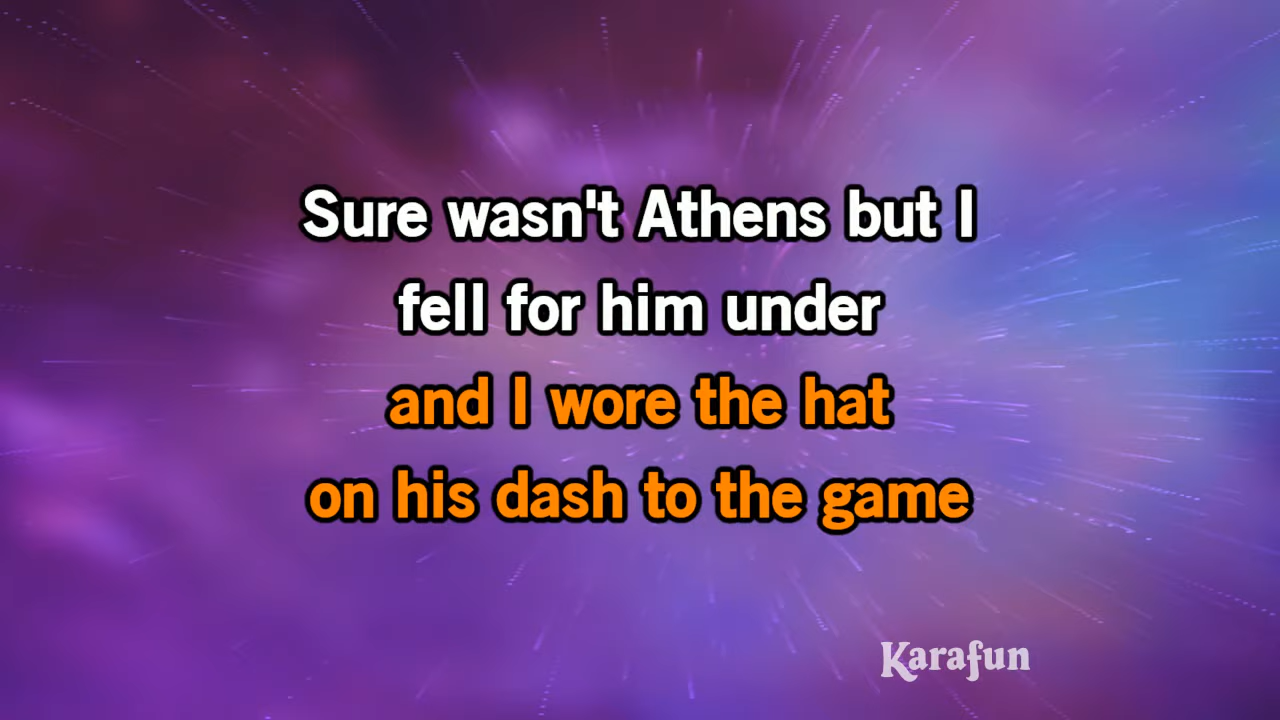 Sure wasn't Athens but I
fell for him under
and I wore the hat
on his dash to the game
Karafun